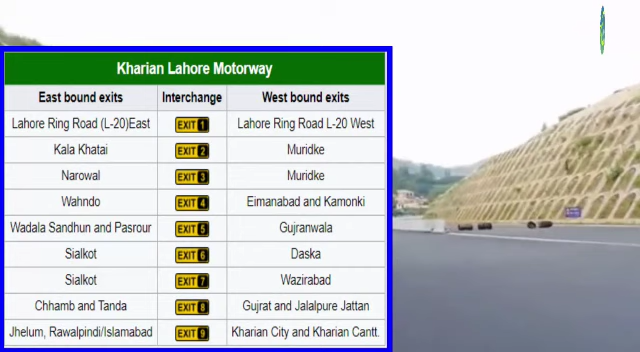 Kharian Lahore Motorway
East bound exits Interchange West bound exits
Lahore Ring Road (L-20)East EXIT 1 Lahore Ring Road L-20 West
Kala Khatai EXIT 2 Muridke
Narowal EXIT 3 Muridke
Wahndo EXIT 4 Eimanabad and Kamonki
Wadala Sandhun and Pasrour EXIT 5 Gujranwala
Sialkot EXIT 6 Daska
Sialkot EXIT 7 Wazirabad
Chhamb and Tanda EXIT 8 Gujrat and Jalalpure Jattan
Jhelum, Rawalpindi/Islamabad EXIT 9 Kharian City and Kharian Cantt.